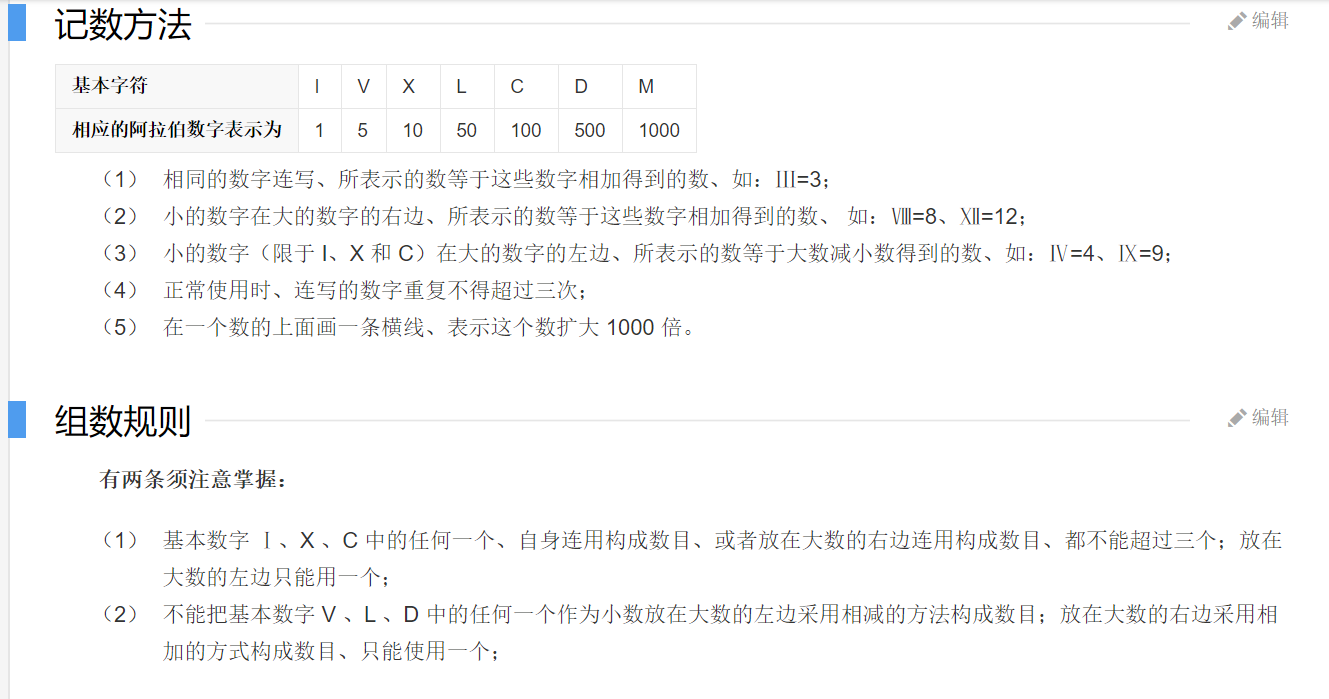 记数方法
编辑
基本字符 I V X L C D M
相应的阿拉伯数字表示为 1 5 10 50 100 500 1000
（1） 相同的数字连写、所表示的数等于这些数字相加得到的数、如：Ⅲ=3；
（2） 小的数字在大的数字的右边、所表示的数等于这些数字相加得到的数、 如：Ⅷ=8、Ⅻ=12；
（3） 小的数字（限于 I、X 和 C）在大的数字的左边、所表示的数等于大数减小数得到的数、如：Ⅳ=4、Ⅸ=9；
（4） 正常使用时、连写的数字重复不得超过三次；
（5） 在一个数的上面画一条横线、表示这个数扩大 1000 倍。
组数规则
编辑
有两条须注意掌握：
（1） 基本数字 Ⅰ、X 、C 中的任何一个、自身连用构成数目、或者放在大数的右边连用构成数目、都不能超过三个；放在
大数的左边只能用一个；
（2） 不能把基本数字 V 、L 、D 中的任何一个作为小数放在大数的左边采用相减的方法构成数目；放在大数的右边采用相
加的方式构成数目、只能使用一个；